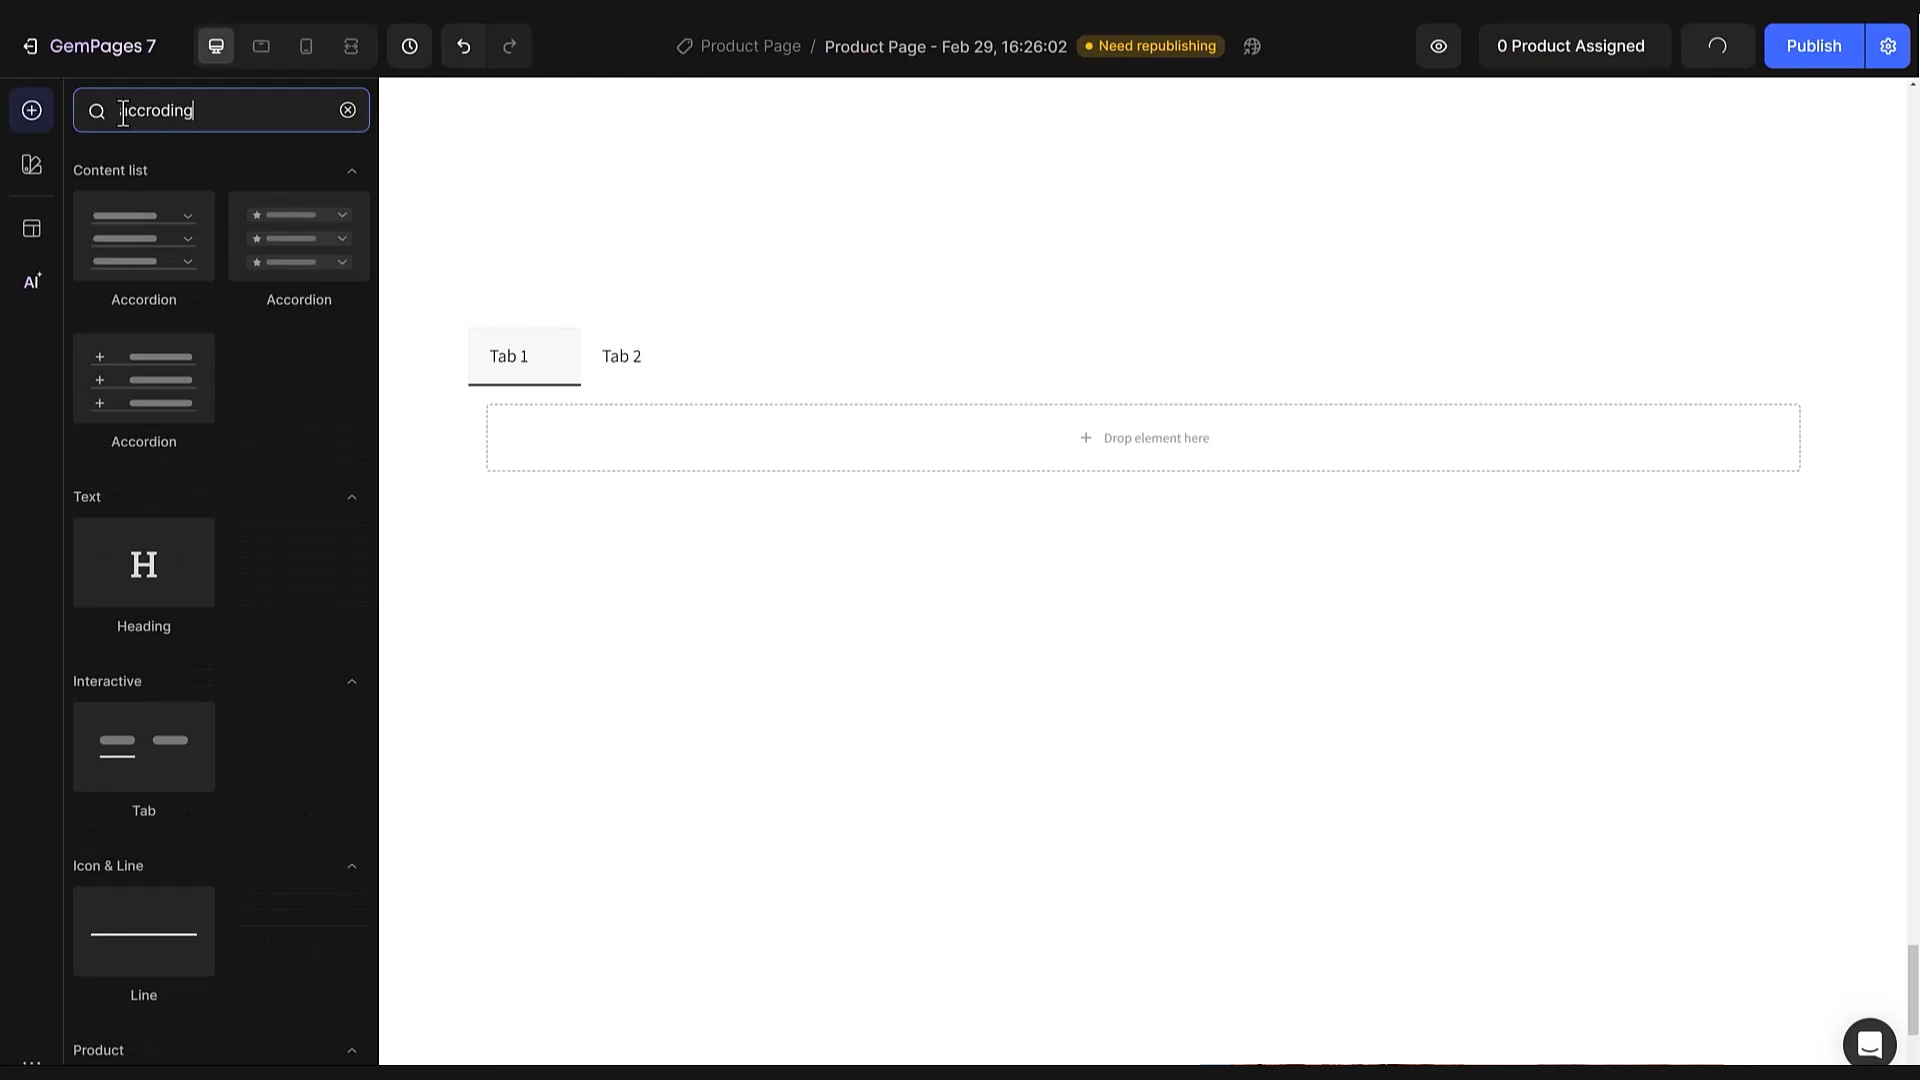 GemPages 7
Product Page / Product Page - Feb 29, 16:26:02
Need republishing
0 Product Assigned
Publish
accroding
Content list
Accordion
Accordion
Accordion
Text
H
Heading
Interactive
Tab
Icon & Line
Line
Product
AI
Tab 1
Tab 2
+ Drop element here